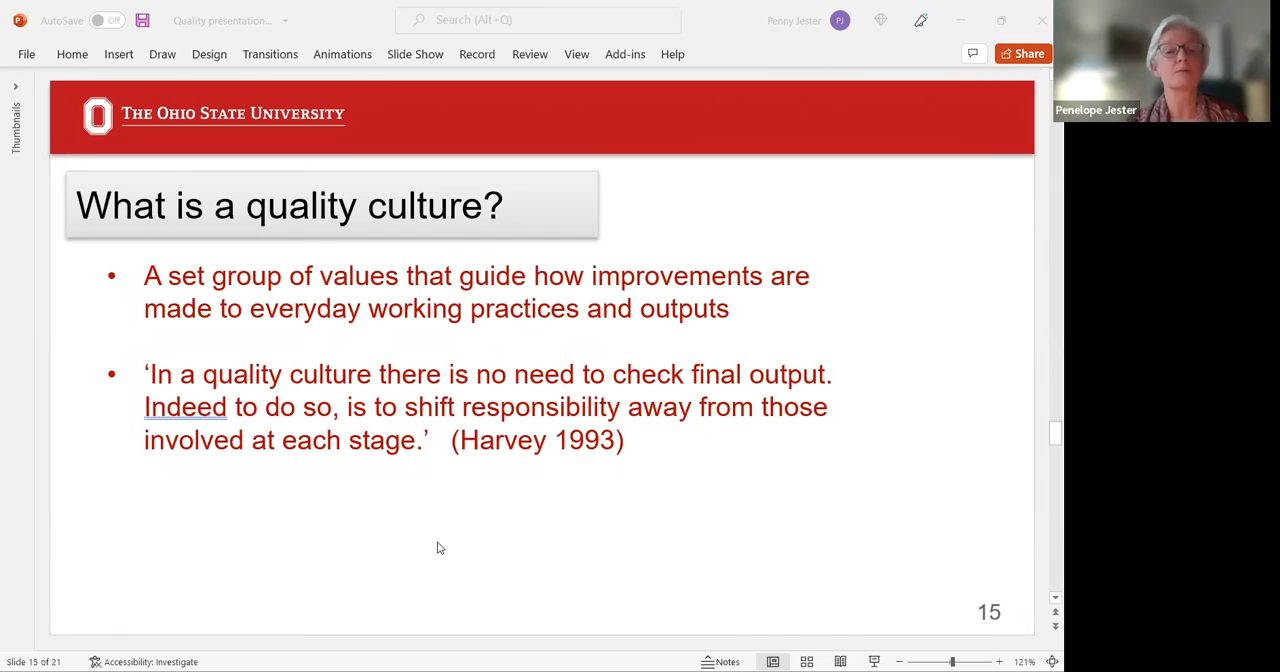 AutoSave Off Quality presentation... Search (Alt+Q) Penny Jester PJ
File Home Insert Draw Design Transitions Animations Slide Show Record Review View Add-ins Help Share
Penelope Jester
Thumbnails
THE OHIO STATE UNIVERSITY
What is a quality culture?
• A set group of values that guide how improvements are
made to everyday working practices and outputs
• ‘In a quality culture there is no need to check final output.
Indeed to do so, is to shift responsibility away from those
involved at each stage.’ (Harvey 1993)
15
Slide 15 of 21 Accessibility: Investigate Notes 121%